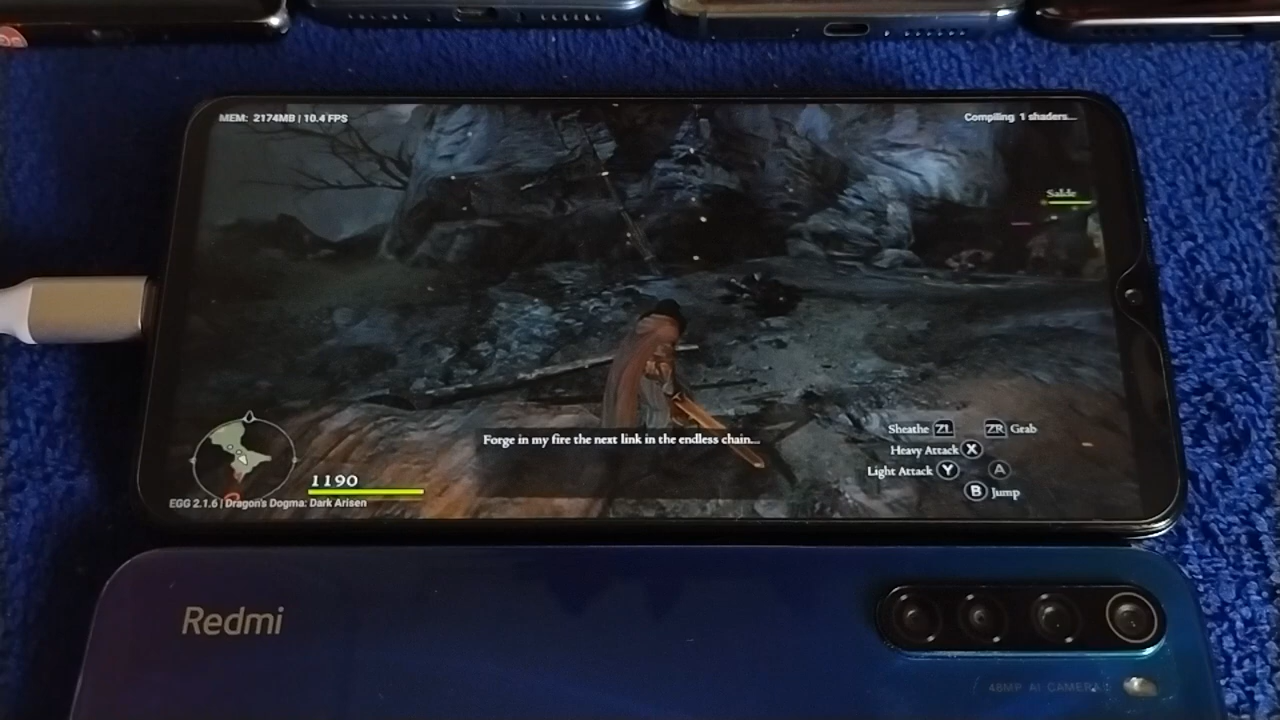 MEM: 2174MB | 10.4 FPS
Compiling 1 shaders...
Salde
Forge in my fire the next link in the endless chain...
Sheathe ZL ZR Grab
Heavy Attack X
Light Attack Y A
B Jump
1190
EGG 2.1.6 | Dragon's Dogma: Dark Arisen
Redmi
48MP AI CAMERA